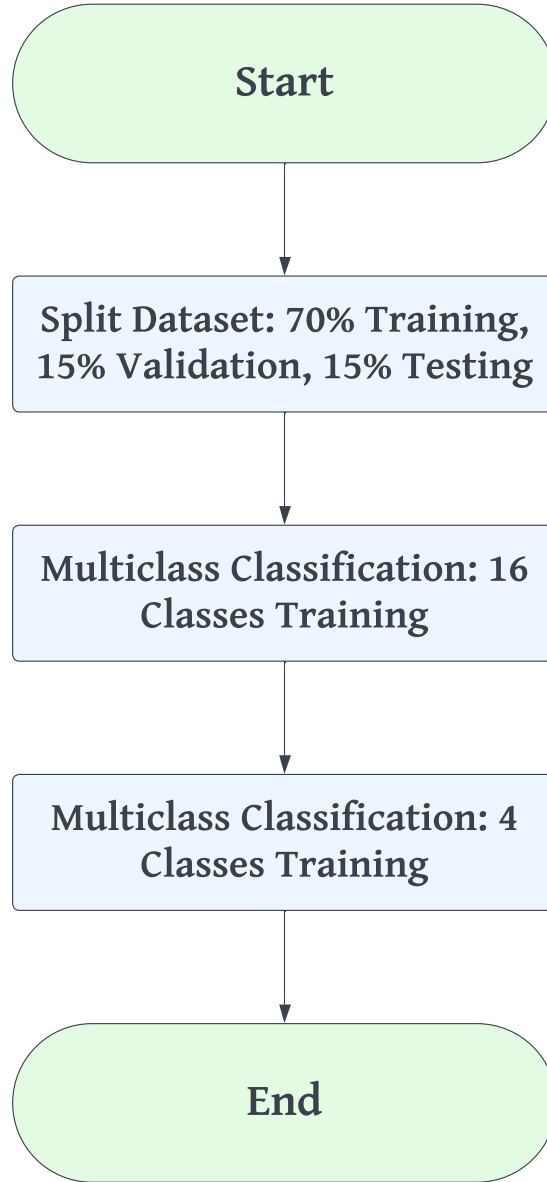 Start
Split Dataset: 70% Training,
15% Validation, 15% Testing
Multiclass Classification: 16
Classes Training
Multiclass Classification: 4
Classes Training
End